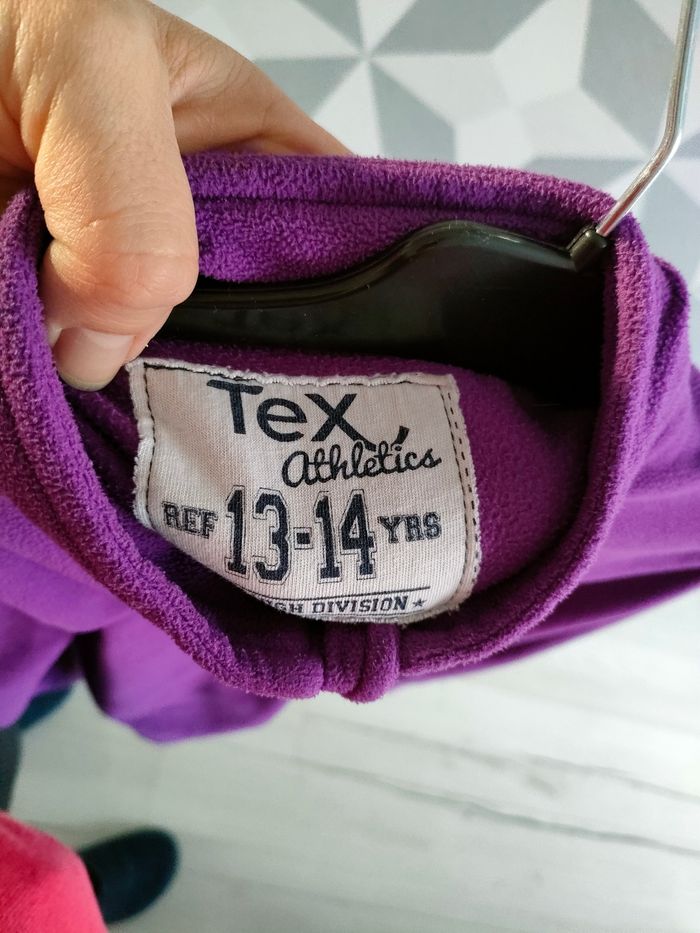 TeX
Athletics
REF 13-14 YRS
DIVISION ★